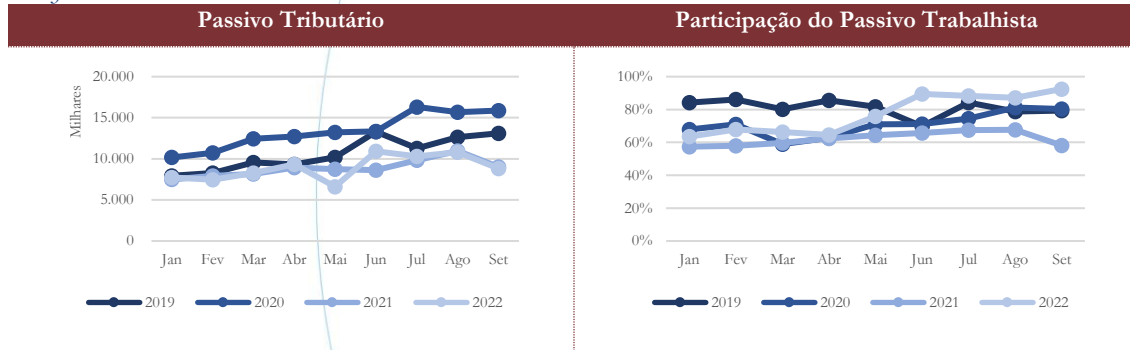 Passivo Tributário
Participação do Passivo Trabalhista
Milhares
20.000
15.000
10.000
5.000
0
Jan Fev Mar Abr Mai Jun Jul Ago Set
2019 2020 2021 2022
100%
80%
60%
40%
20%
0%
Jan Fev Mar Abr Mai Jun Jul Ago Set
2019 2020 2021 2022